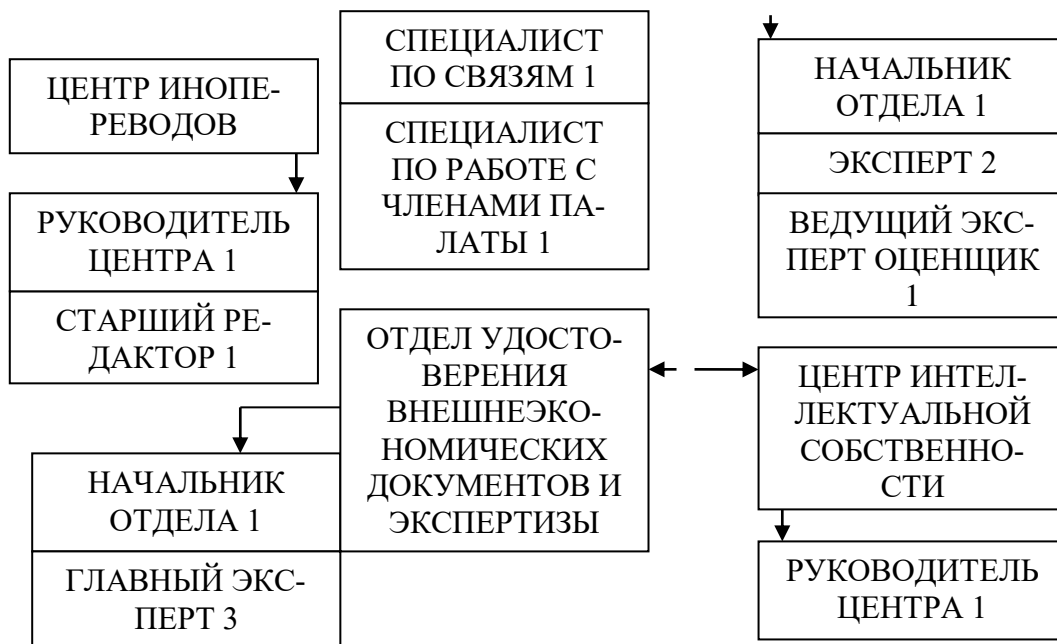 ЦЕНТР ИНОПЕ-
РЕВОДОВ
РУКОВОДИТЕЛЬ
ЦЕНТРА 1
СТАРШИЙ РЕ-
ДАКТОР 1
СПЕЦИАЛИСТ
ПО СВЯЗЯМ 1
СПЕЦИАЛИСТ
ПО РАБОТЕ С
ЧЛЕНАМИ ПА-
ЛАТЫ 1
ОТДЕЛ УДОСТО-
ВЕРЕНИЯ
ВНЕШНЕЭКО-
НОМИЧЕСКИХ
ДОКУМЕНТОВ И
ЭКСПЕРТИЗЫ
НАЧАЛЬНИК
ОТДЕЛА 1
ГЛАВНЫЙ ЭКС-
ПЕРТ 3
НАЧАЛЬНИК
ОТДЕЛА 1
ЭКСПЕРТ 2
ВЕДУЩИЙ ЭКС-
ПЕРТ ОЦЕНЩИК
1
ЦЕНТР ИНТЕЛ-
ЛЕКТУАЛЬНОЙ
СОБСТВЕННО-
СТИ
РУКОВОДИТЕЛЬ
ЦЕНТРА 1